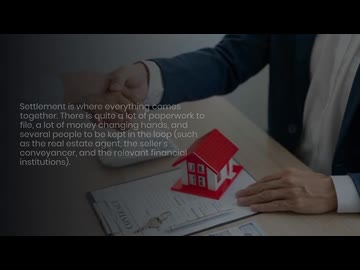 Settlement is where everything comes
together. There is quite a lot of paperwork to
file, a lot of money changing hands, and
several people to be kept in the loop (such
as the real estate agent, the seller's
conveyancer, and the relevant financial
institutions).
CONTRACT